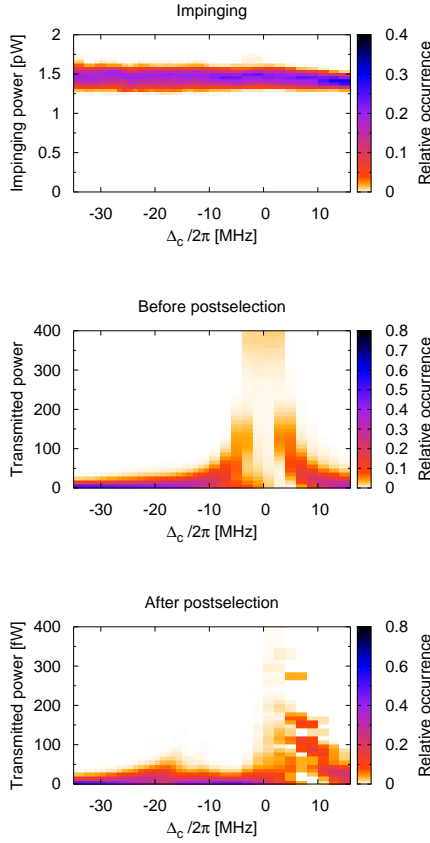 Impinging
Impinging power [pW]
2
1.5
1
0.5
0
-30 -20 -10 0 10
Δc /2π [MHz]
0.4
0.3
0.2
0.1
0
Relative occurrence
Before postselection
Transmitted power
400
300
200
100
0
-30 -20 -10 0 10
Δc /2π [MHz]
0.8
0.7
0.6
0.5
0.4
0.3
0.2
0.1
0
Relative occurrence
After postselection
Transmitted power [fW]
400
300
200
100
0
-30 -20 -10 0 10
Δc /2π [MHz]
0.8
0.6
0.4
0.2
0
Relative occurrence